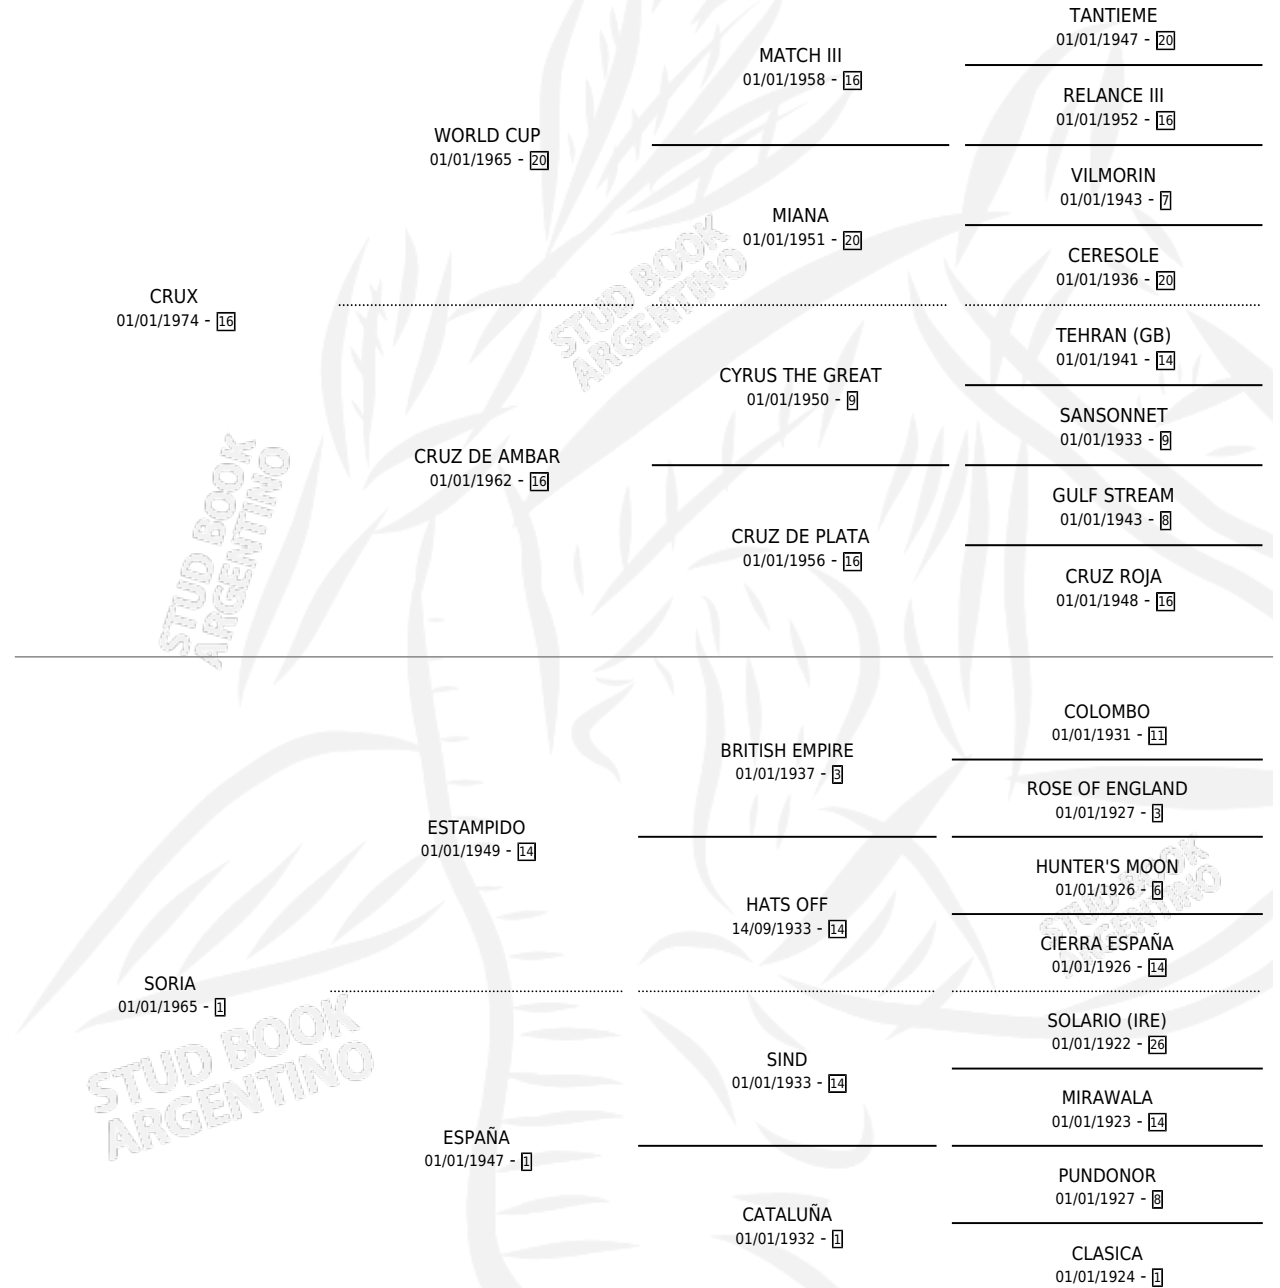 TANTIEME
01/01/1947 - 20
MATCH III
01/01/1958 - 16
RELANCE III
01/01/1952 - 16
WORLD CUP
01/01/1965 - 20
VILMORIN
01/01/1943 - 7
MIANA
01/01/1951 - 20
CERESOLE
01/01/1936 - 20
CRUX
01/01/1974 - 16
TEHRAN (GB)
01/01/1941 - 14
CYRUS THE GREAT
01/01/1950 - 9
SANSONNET
01/01/1933 - 9
CRUZ DE AMBAR
01/01/1962 - 16
GULF STREAM
01/01/1943 - 8
CRUZ DE PLATA
01/01/1956 - 16
CRUZ ROJA
01/01/1948 - 16
STUD BOOK
ARGENTINO
STUD BOOK
ARGENTINO
COLOMBO
01/01/1931 - 11
BRITISH EMPIRE
01/01/1937 - 3
ROSE OF ENGLAND
01/01/1927 - 3
ESTAMPIDO
01/01/1949 - 14
HUNTER'S MOON
01/01/1926 - 6
HATS OFF
14/09/1933 - 14
CIERRA ESPAÑA
01/01/1926 - 14
STUD BOOK
ARGENTINO
SORIA
01/01/1965 - 1
SOLARIO (IRE)
01/01/1922 - 26
SIND
01/01/1933 - 14
MIRAWALA
01/01/1923 - 14
STUD BOOK
ARGENTINO
ESPAÑA
01/01/1947 - 1
PUNDONOR
01/01/1927 - 8
CATALUÑA
01/01/1932 - 1
CLASICA
01/01/1924 - 1